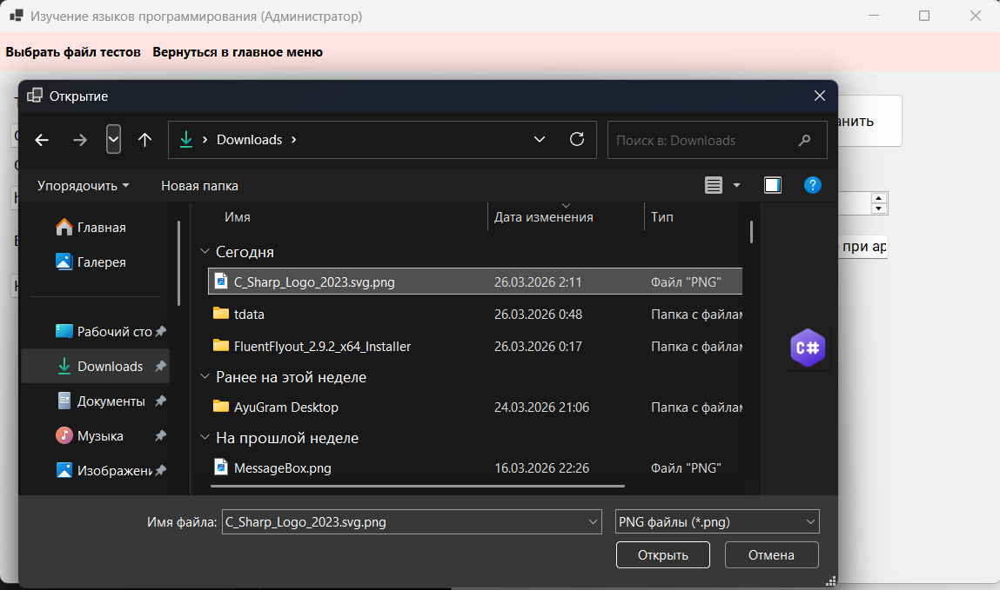 Изучение языков программирования (Администратор)
Выбрать файл тестов Вернуться в главное меню
Открытие
Downloads
Поиск в: Downloads
анить
Упорядочить Новая папка
?
Имя Дата изменения Тип
Главная
Галерея
Рабочий сто
Downloads
Документы
Музыка
Изображени
Сегодня
C_Sharp_Logo_2023.svg.png 26.03.2026 2:11 Файл "PNG"
tdata 26.03.2026 0:48 Папка с файлам
FluentFlyout_2.9.2_x64_Installer 26.03.2026 0:17 Папка с файлам
Ранее на этой неделе
AyuGram Desktop 24.03.2026 21:06 Папка с файлам
На прошлой неделе
MessageBox.png 16.03.2026 22:26 Файл "PNG"
C#
при ар
Имя файла: C_Sharp_Logo_2023.svg.png PNG файлы (*.png)
Открыть Отмена